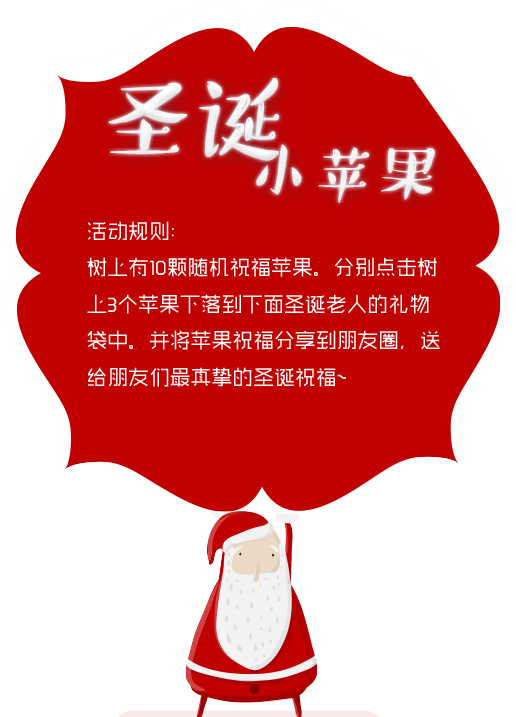 圣诞
小苹果
活动规则:
树上有10颗随机祝福苹果。分别点击树
上3个苹果下落到下面圣诞老人的礼物
袋中。并将苹果祝福分享到朋友圈，送
给朋友们最真挚的圣诞祝福~